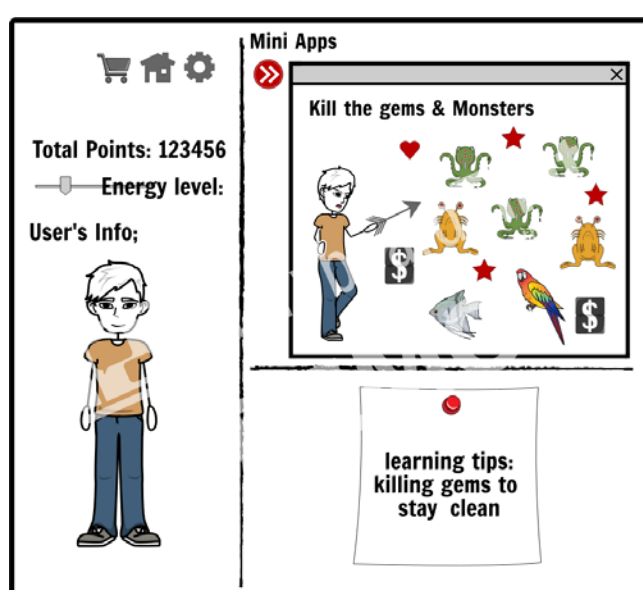 Mini Apps
Kill the gems & Monsters
Total Points: 123456
Energy level:
User's Info;
$
$
learning tips:
killing gems to
stay clean